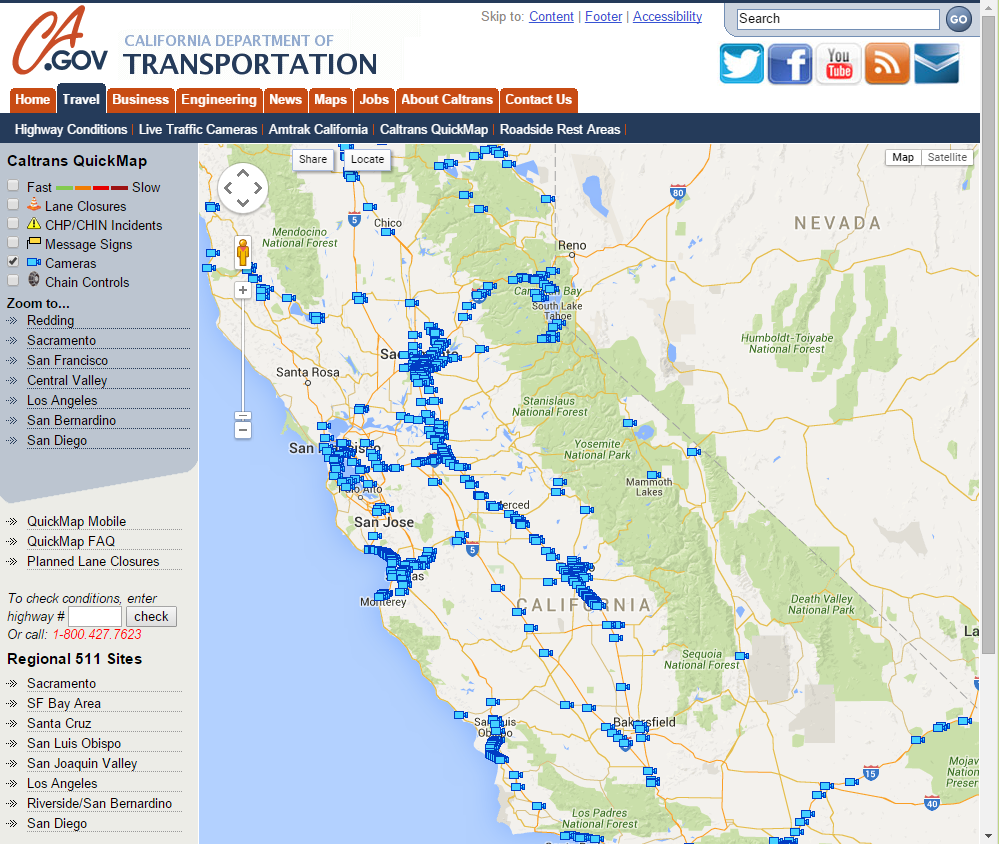 Skip to: Content | Footer | Accessibility
Search
GO
CA
.GOV
CALIFORNIA DEPARTMENT OF
TRANSPORTATION
You
Tube
Home Travel Business Engineering News Maps Jobs About Caltrans Contact Us
Highway Conditions | Live Traffic Cameras | Amtrak California | Caltrans QuickMap | Roadside Rest Areas |
Caltrans QuickMap
Fast Slow
Lane Closures
CHP/CHIN Incidents
Message Signs
Cameras
Chain Controls
Zoom to...
Redding
Sacramento
San Francisco
Central Valley
Los Angeles
San Bernardino
San Diego
QuickMap Mobile
QuickMap FAQ
Planned Lane Closures
To check conditions, enter
highway # check
Or call: 1-800.427.7623
Regional 511 Sites
Sacramento
SF Bay Area
Santa Cruz
San Luis Obispo
San Joaquin Valley
Los Angeles
Riverside/San Bernardino
San Diego
Share Locate
Map Satellite
80
5
Chico
NEVADA
Mendocino
National Forest
Reno
South Lake
Tahoe
Humboldt-Toiyabe
National Forest
Santa Rosa
Stanislaus
National Forest
Yosemite
National Park
Mammoth
Lakes
San Jose
5
Monterey
CALIFORNIA
Death Valley
National Park
Sequoia
National Forest
Bakersfield
5
15
40
Mojav
Nation
Preser
Los Padres
National Forest